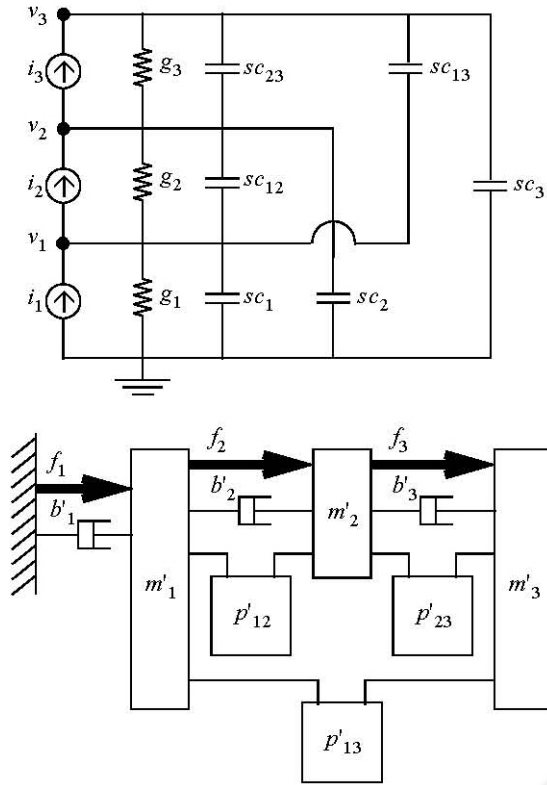 v3
i3 g3 sc23 sc13
v2
i2 g2 sc12 sc3
v1
i1 g1 sc1 sc2
f1 f2 f3
b'1 b'2 b'3
m'1 m'2 m'3
p'12 p'23
p'13